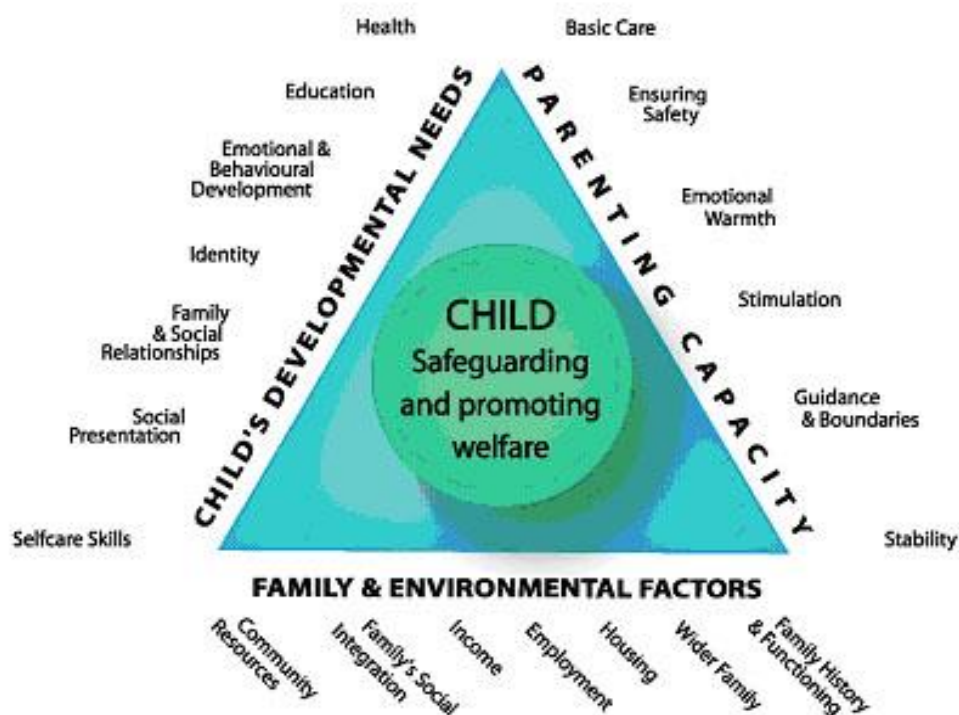 Health
Education
Emotional &
Behavioural
Development
Identity
Family
& Social
Relationships
Social
Presentation
Selfcare Skills
CHILD'S DEVELOPMENTAL NEEDS
CHILD
Safeguarding
and promoting
welfare
PARENTING CAPACITY
Basic Care
Ensuring
Safety
Emotional
Warmth
Stimulation
Guidance
& Boundaries
Stability
FAMILY & ENVIRONMENTAL FACTORS
Community
Resources
Family's Social
Integration
Income
Employment
Housing
Wider Family
Family History
& Functioning